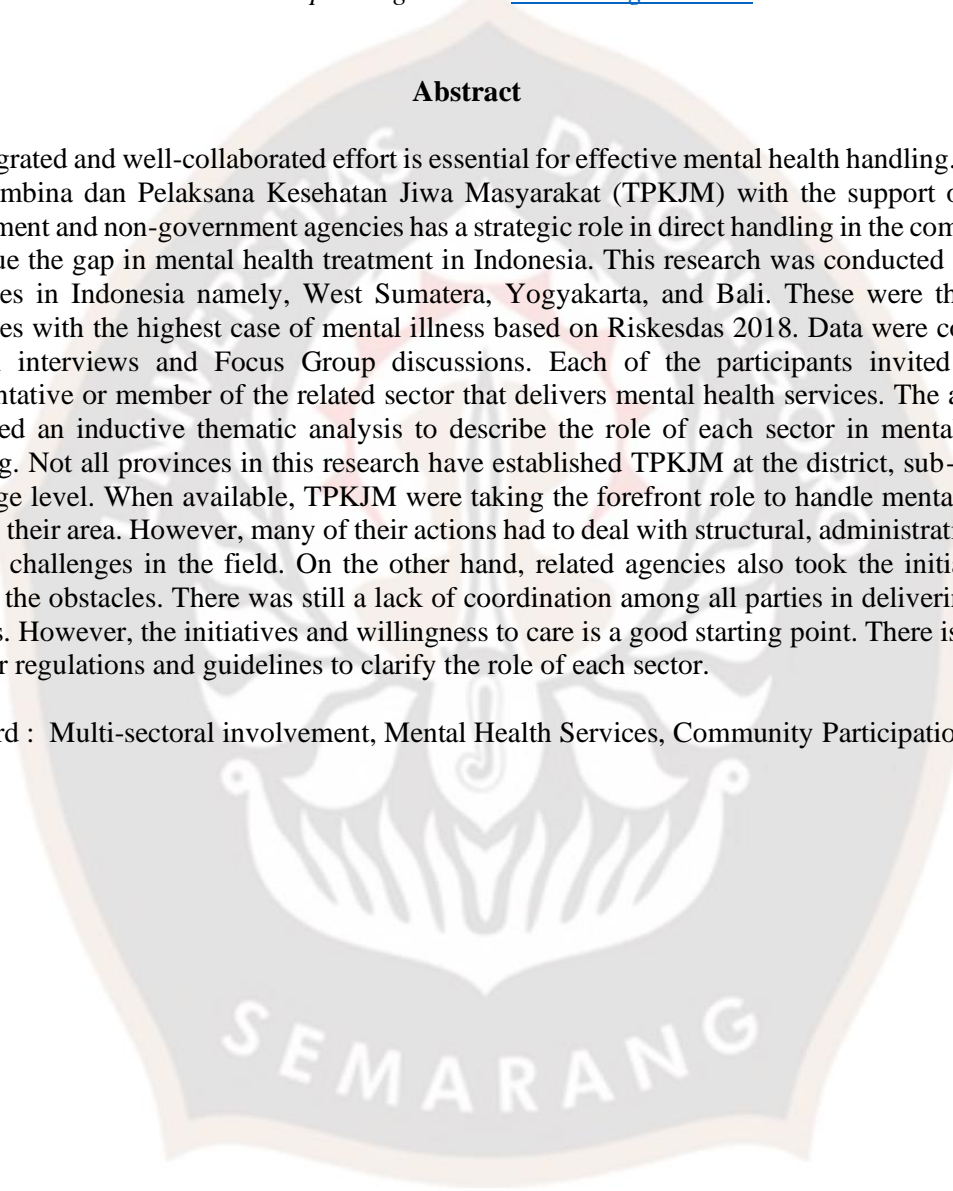 Abstract
grated and well-collaborated effort is essential for effective mental health handling.
mbina dan Pelaksana Kesehatan Jiwa Masyarakat (TPKJM) with the support o
ment and non-government agencies has a strategic role in direct handling in the com
ue the gap in mental health treatment in Indonesia. This research was conducted
es in Indonesia namely, West Sumatera, Yogyakarta, and Bali. These were th
es with the highest case of mental illness based on Riskesdas 2018. Data were co
interviews and Focus Group discussions. Each of the participants invited
ntative or member of the related sector that delivers mental health services. The a
ed an inductive thematic analysis to describe the role of each sector in mental
g. Not all provinces in this research have established TPKJM at the district, sub-
ge level. When available, TPKJM were taking the forefront role to handle mental
their area. However, many of their actions had to deal with structural, administrati
challenges in the field. On the other hand, related agencies also took the initia
the obstacles. There was still a lack of coordination among all parties in deliverin
s. However, the initiatives and willingness to care is a good starting point. There is
r regulations and guidelines to clarify the role of each sector.
rd : Multi-sectoral involvement, Mental Health Services, Community Participatio
UNIVERSITAS DIPONEGORO
SEMARANG